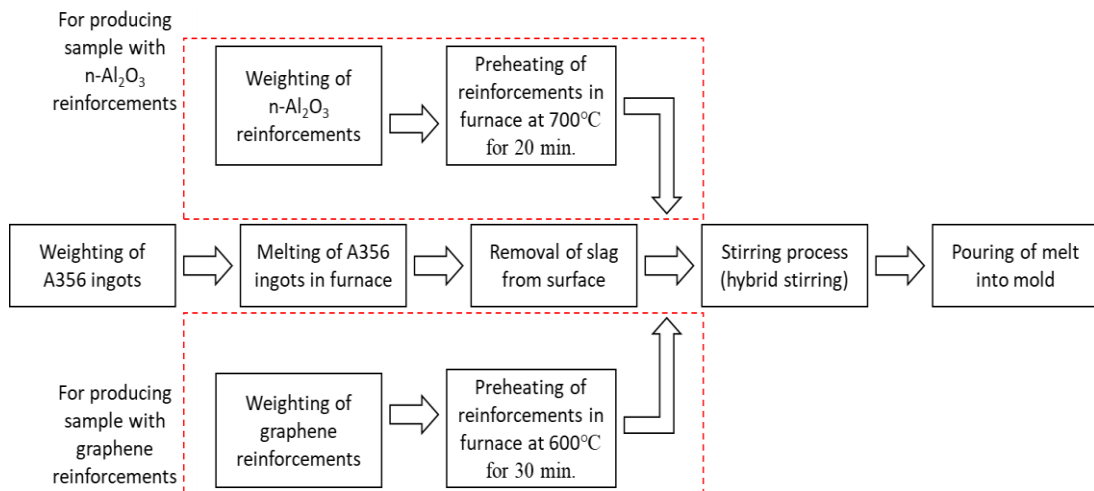 For producing
sample with
n-Al₂O₃
reinforcements
Weighting of
n-Al₂O₃
reinforcements
Preheating of
reinforcements in
furnace at 700℃
for 20 min.
Weighting of
A356 ingots
Melting of A356
ingots in furnace
Removal of slag
from surface
Stirring process
(hybrid stirring)
Pouring of melt
into mold
For producing
sample with
graphene
reinforcements
Weighting of
graphene
reinforcements
Preheating of
reinforcements in
furnace at 600℃
for 30 min.